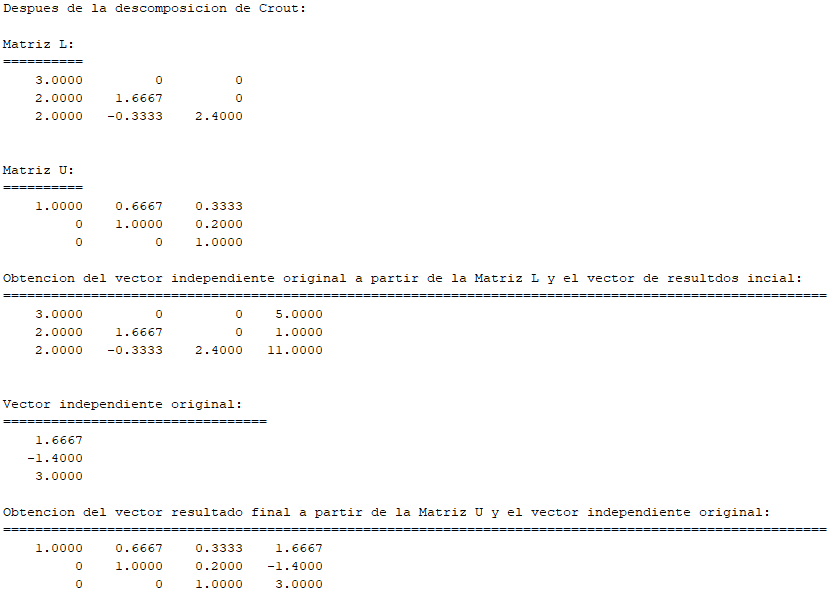 Despues de la descomposicion de Crout:
Matriz L:
==========
3.0000 0 0
2.0000 1.6667 0
2.0000 -0.3333 2.4000
Matriz U:
==========
1.0000 0.6667 0.3333
0 1.0000 0.2000
0 0 1.0000
Obtencion del vector independiente original a partir de la Matriz L y el vector de resultdos incial:
=======================================================================================================
3.0000 0 0 5.0000
2.0000 1.6667 0 1.0000
2.0000 -0.3333 2.4000 11.0000
Vector independiente original:
=================================
1.6667
-1.4000
3.0000
Obtencion del vector resultado final a partir de la Matriz U y el vector independiente original:
=======================================================================================================
1.0000 0.6667 0.3333 1.6667
0 1.0000 0.2000 -1.4000
0 0 1.0000 3.0000